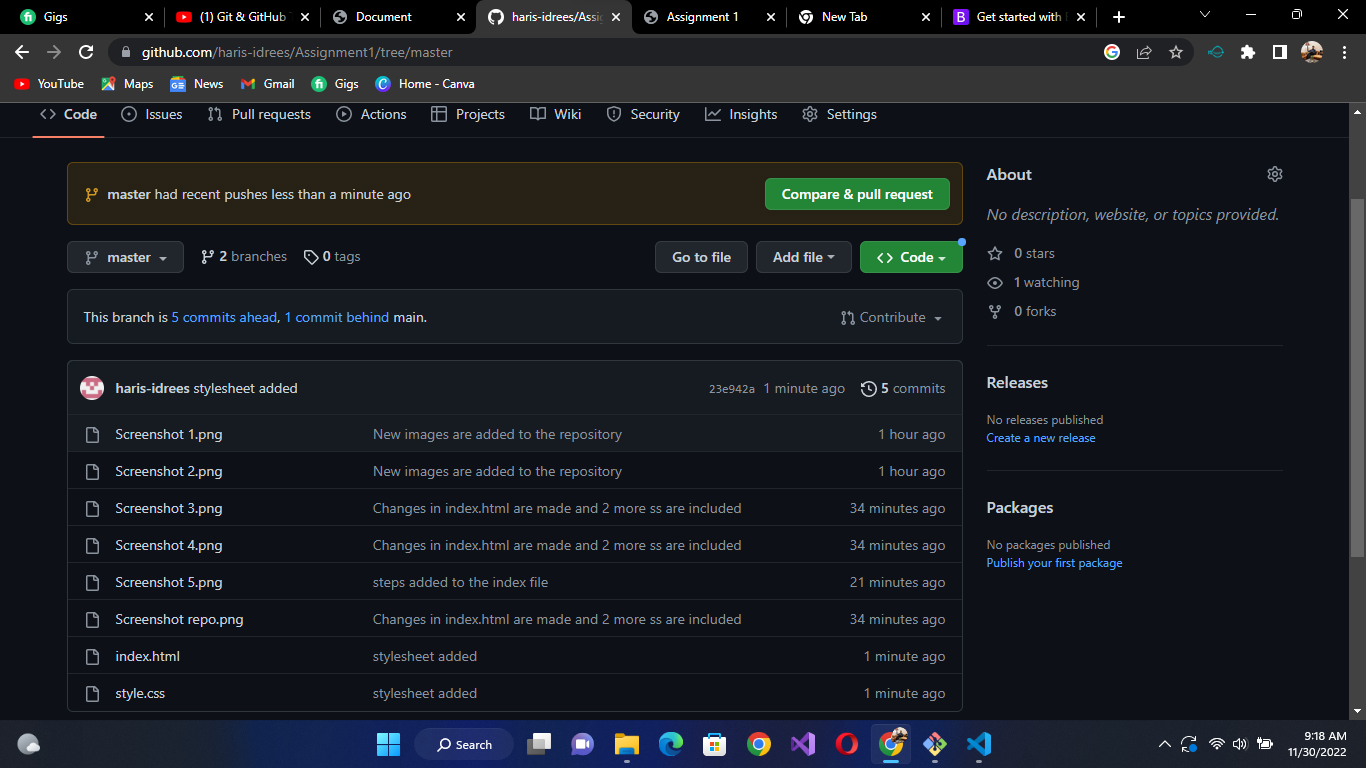 Gigs
(1) Git & GitHub
Document
haris-idrees/Assig
Assignment 1
New Tab
Get started with
github.com/haris-idrees/Assignment1/tree/master
YouTube Maps News Gmail Gigs Home - Canva
Code Issues Pull requests Actions Projects Wiki Security Insights Settings
master had recent pushes less than a minute ago
Compare & pull request
master 2 branches 0 tags
Go to file Add file Code
This branch is 5 commits ahead, 1 commit behind main.
Contribute
haris-idrees stylesheet added 23e942a 1 minute ago 5 commits
Screenshot 1.png New images are added to the repository 1 hour ago
Screenshot 2.png New images are added to the repository 1 hour ago
Screenshot 3.png Changes in index.html are made and 2 more ss are included 34 minutes ago
Screenshot 4.png Changes in index.html are made and 2 more ss are included 34 minutes ago
Screenshot 5.png steps added to the index file 21 minutes ago
Screenshot repo.png Changes in index.html are made and 2 more ss are included 34 minutes ago
index.html stylesheet added 1 minute ago
style.css stylesheet added 1 minute ago
About
No description, website, or topics provided.
0 stars
1 watching
0 forks
Releases
No releases published
Create a new release
Packages
No packages published
Publish your first package
Search
9:18 AM
11/30/2022